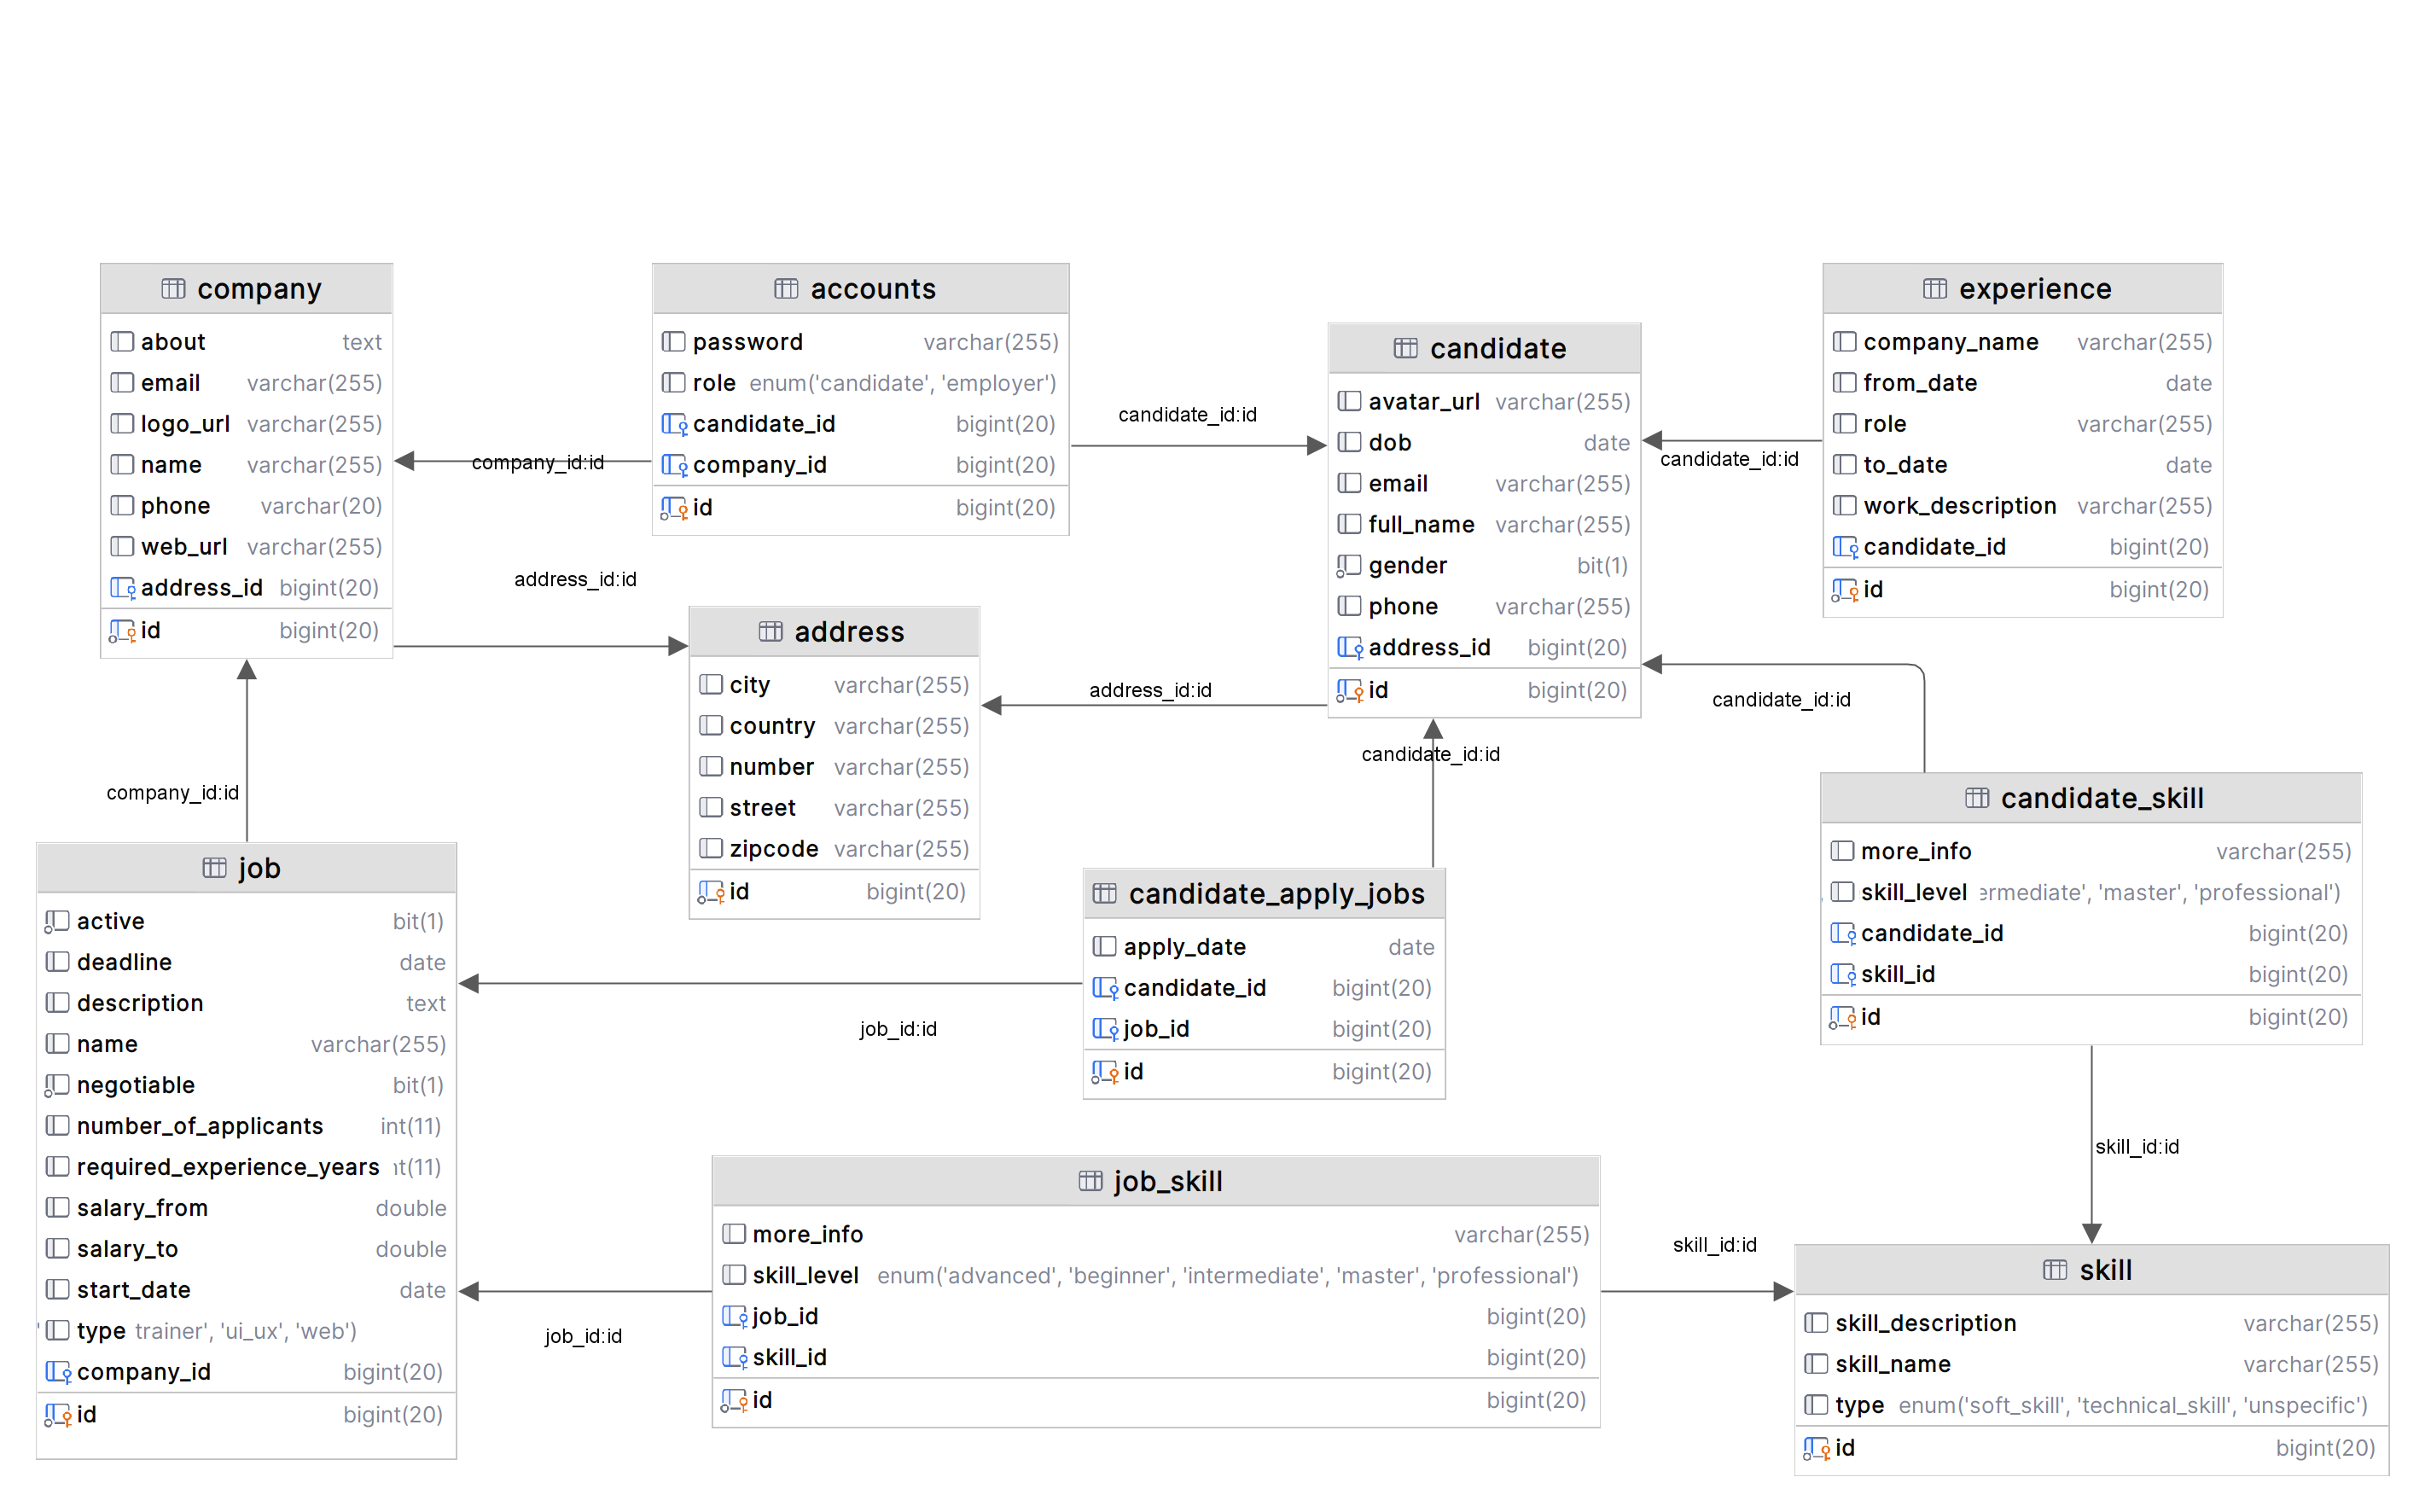 company
about text
email varchar(255)
logo_url varchar(255)
name varchar(255)
phone varchar(20)
web_url varchar(255)
address_id bigint(20)
id bigint(20)
company_id:id
accounts
password varchar(255)
role enum('candidate', 'employer')
candidate_id bigint(20)
company_id bigint(20)
id bigint(20)
candidate_id:id
candidate
avatar_url varchar(255)
dob date
email varchar(255)
full_name varchar(255)
gender bit(1)
phone varchar(255)
address_id bigint(20)
id bigint(20)
candidate_id:id
experience
company_name varchar(255)
from_date date
role varchar(255)
to_date date
work_description varchar(255)
candidate_id bigint(20)
id bigint(20)
address_id:id
address
city varchar(255)
country varchar(255)
number varchar(255)
street varchar(255)
zipcode varchar(255)
id bigint(20)
address_id:id
candidate_id:id
candidate_id:id
company_id:id
candidate_skill
more_info varchar(255)
skill_level ermediate', 'master', 'professional')
candidate_id bigint(20)
skill_id bigint(20)
id bigint(20)
job
active bit(1)
deadline date
description text
name varchar(255)
negotiable bit(1)
number_of_applicants int(11)
required_experience_years nt(11)
salary_from double
salary_to double
start_date date
' type trainer', 'ui_ux', 'web')
company_id bigint(20)
id bigint(20)
candidate_apply_jobs
apply_date date
candidate_id bigint(20)
job_id bigint(20)
id bigint(20)
job_id:id
skill_id:id
job_skill
more_info varchar(255)
skill_level enum('advanced', 'beginner', 'intermediate', 'master', 'professional')
job_id bigint(20)
skill_id bigint(20)
id bigint(20)
job_id:id
skill_id:id
skill
skill_description varchar(255)
skill_name varchar(255)
type enum('soft_skill', 'technical_skill', 'unspecific')
id bigint(20)